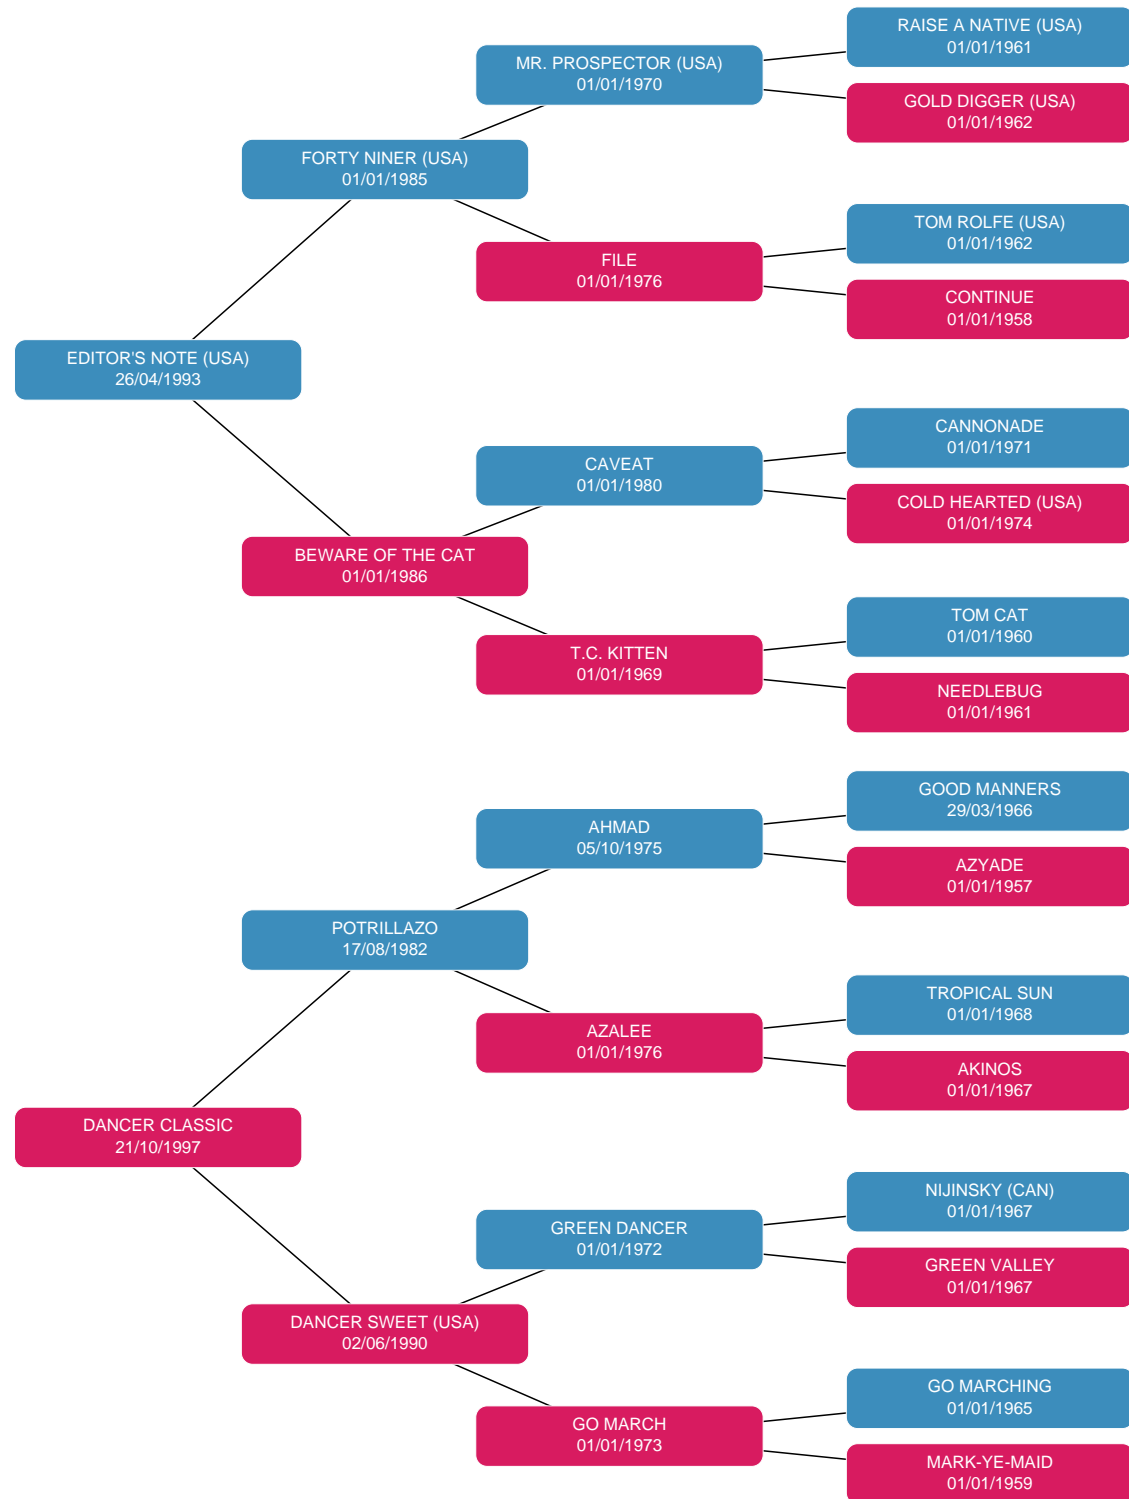 RAISE A NATIVE (USA)
01/01/1961
MR. PROSPECTOR (USA)
01/01/1970
GOLD DIGGER (USA)
01/01/1962
FORTY NINER (USA)
01/01/1985
TOM ROLFE (USA)
01/01/1962
FILE
01/01/1976
CONTINUE
01/01/1958
EDITOR'S NOTE (USA)
26/04/1993
CANNONADE
01/01/1971
CAVEAT
01/01/1980
COLD HEARTED (USA)
01/01/1974
BEWARE OF THE CAT
01/01/1986
TOM CAT
01/01/1960
T.C. KITTEN
01/01/1969
NEEDLEBUG
01/01/1961
GOOD MANNERS
29/03/1966
AHMAD
05/10/1975
AZYADE
01/01/1957
POTRILLAZO
17/08/1982
TROPICAL SUN
01/01/1968
AZALEE
01/01/1976
AKINOS
01/01/1967
DANCER CLASSIC
21/10/1997
NIJINSKY (CAN)
01/01/1967
GREEN DANCER
01/01/1972
GREEN VALLEY
01/01/1967
DANCER SWEET (USA)
02/06/1990
GO MARCHING
01/01/1965
GO MARCH
01/01/1973
MARK-YE-MAID
01/01/1959